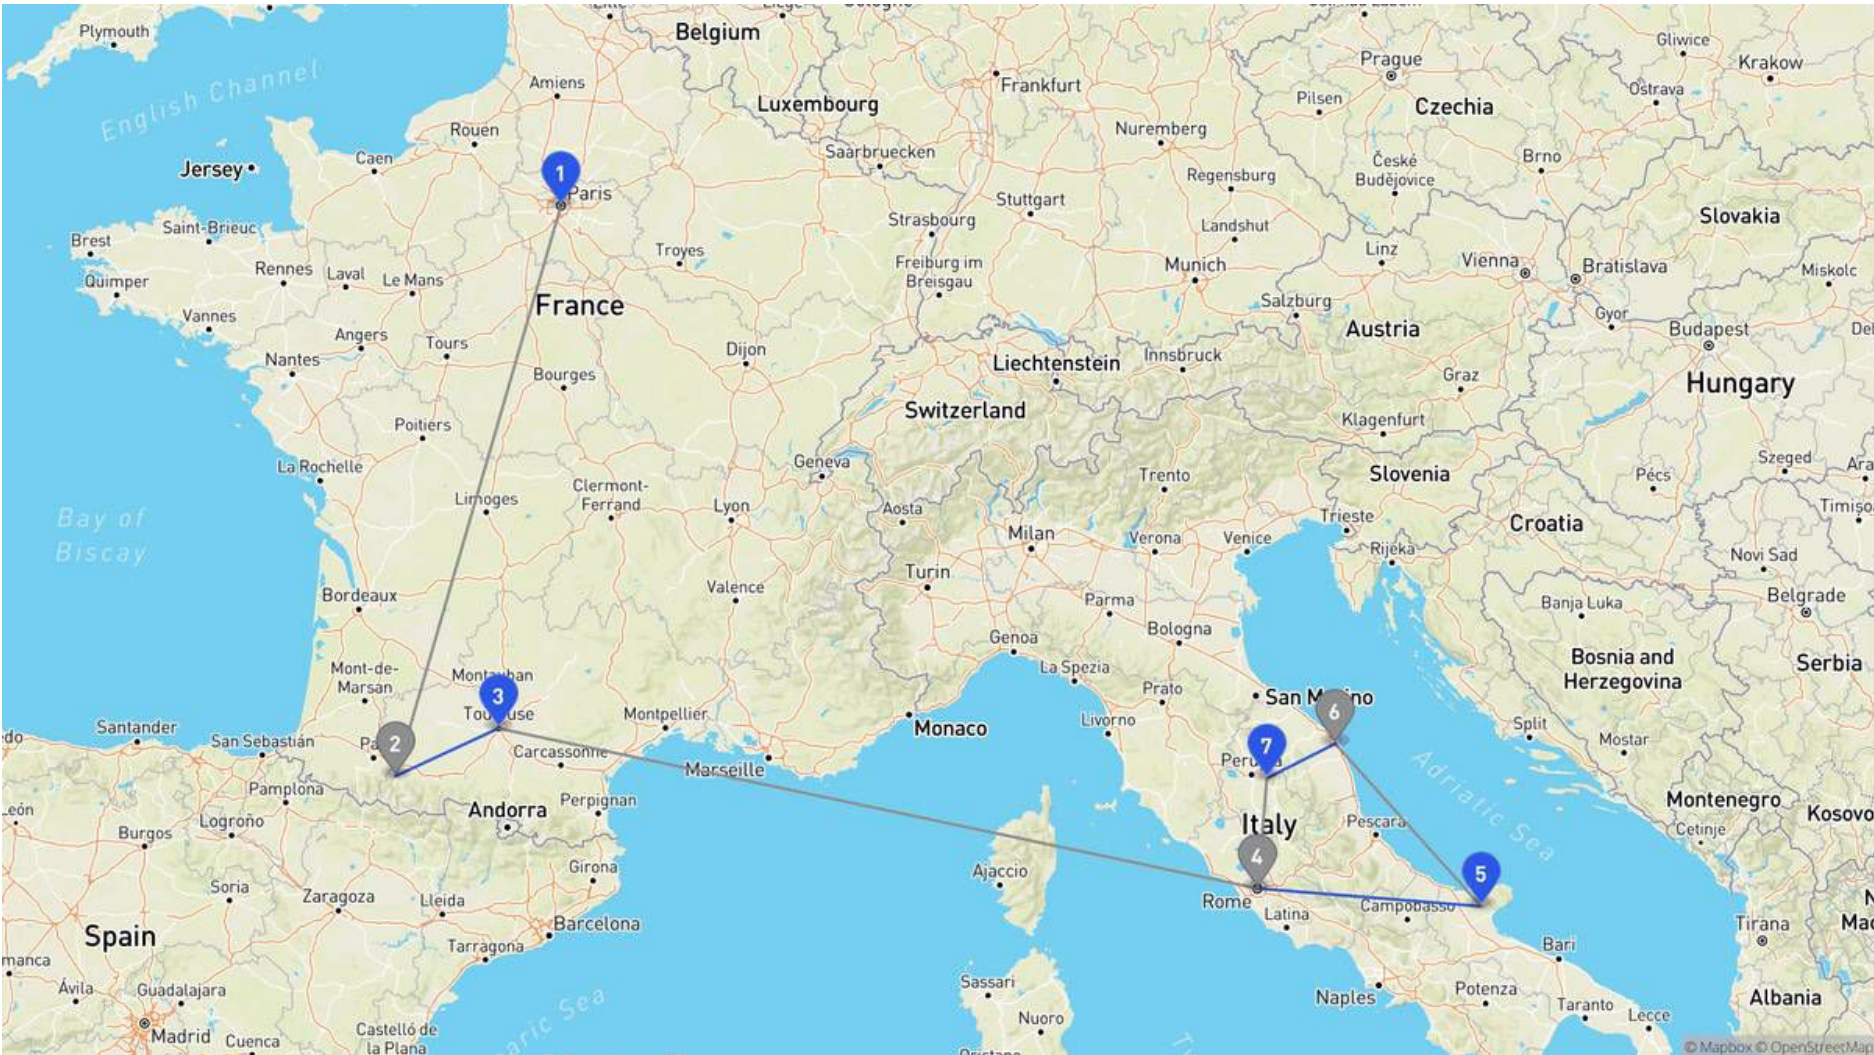 Plymouth
Belgium
Gliwice
Krakow
Prague
Amiens
Frankfurt
Ostrava
Pilsen
Czechia
English Channel
Luxembourg
Rouen
Nuremberg
Caen
Saarbruecken
Jersey
České
Budějovice
Brno
1
Paris
Regensburg
Stuttgart
Strasbourg
Slovakia
Saint-Brieuc
Landshut
Brest
Troyes
Linz
Vienna
Bratislava
Rennes
Laval
Le Mans
Freiburg im
Breisgau
Munich
Miskolc
Quimper
France
Salzburg
Vannes
Gyor
Austria
Budapest
Angers
Tours
Nantes
Dijon
Liechtenstein
Innsbruck
Bourges
Graz
Hungary
Switzerland
Poitiers
Klagenfurt
La Rochelle
Geneva
Trento
Slovenia
Szeged
Pécs
Limoges
Clermont-
Ferrand
Lyon
Aosta
Bay of
Biscay
Trieste
Croatia
Milan
Verona
Venice
Rijeka
Novi Sad
Turin
Valence
Bordeaux
Parma
Banja Luka
Belgrade
Genoa
Bologna
Mont-de-
Marsan
Montauban
La Spezia
Bosnia and
Herzegovina
Serbia
3
Toulouse
Prato
San Marino
6
Santander
San Sebastián
2
Montpellier
Monaco
Livorno
Split
Mostar
Carcassonne
Marseille
7
Perugia
Adriatic Sea
Pamplona
Andorra
Perpignan
Montenegro
Kosovo
Logroño
Burgos
Italy
Pescara
Cetinje
4
Girona
Ajaccio
5
Soria
Zaragoza
Lleida
Rome
Latina
Campobasso
Barcelona
Tirana
Spain
Tarragona
Bari
Ávila
Guadalajara
Sassari
Naples
Potenza
Albania
Taranto
Lecce
Madrid
Cuenca
Castelló de
la Plana
Nuoro
© Mapbox © OpenStreetMap